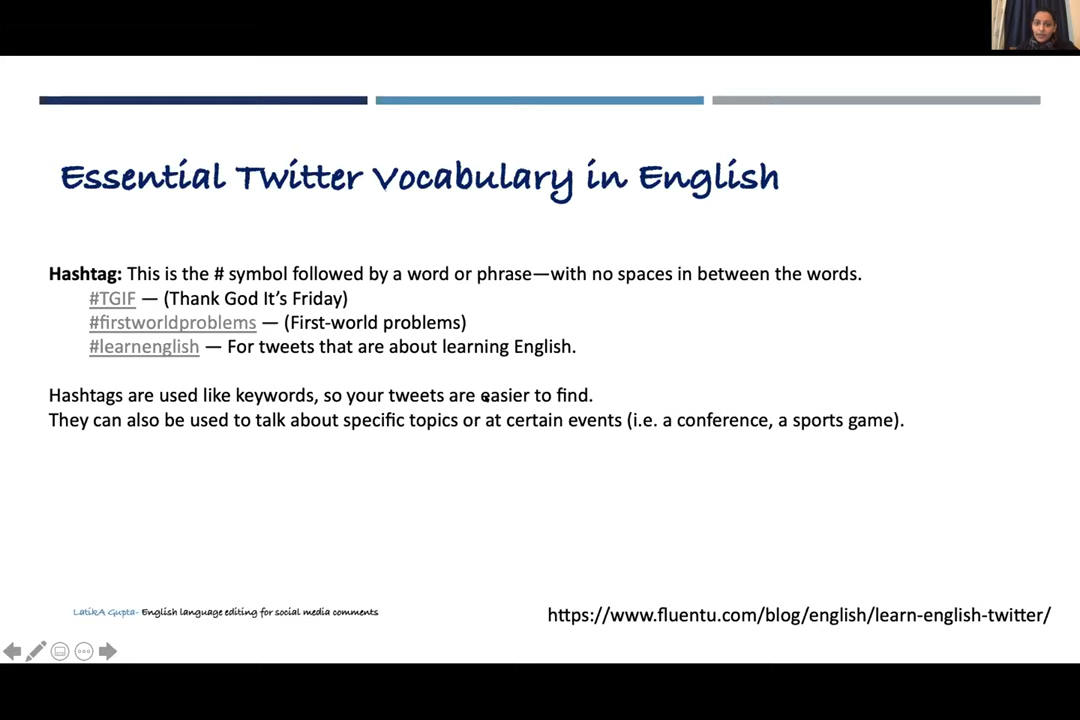 Essential Twitter Vocabulary in English
Hashtag: This is the # symbol followed by a word or phrase—with no spaces in between the words.
#TGIF — (Thank God It’s Friday)
#firstworldproblems — (First-world problems)
#learnenglish — For tweets that are about learning English.
Hashtags are used like keywords, so your tweets are easier to find.
They can also be used to talk about specific topics or at certain events (i.e. a conference, a sports game).
LatikA Gupta- English language editing for social media comments
https://www.fluentu.com/blog/english/learn-english-twitter/